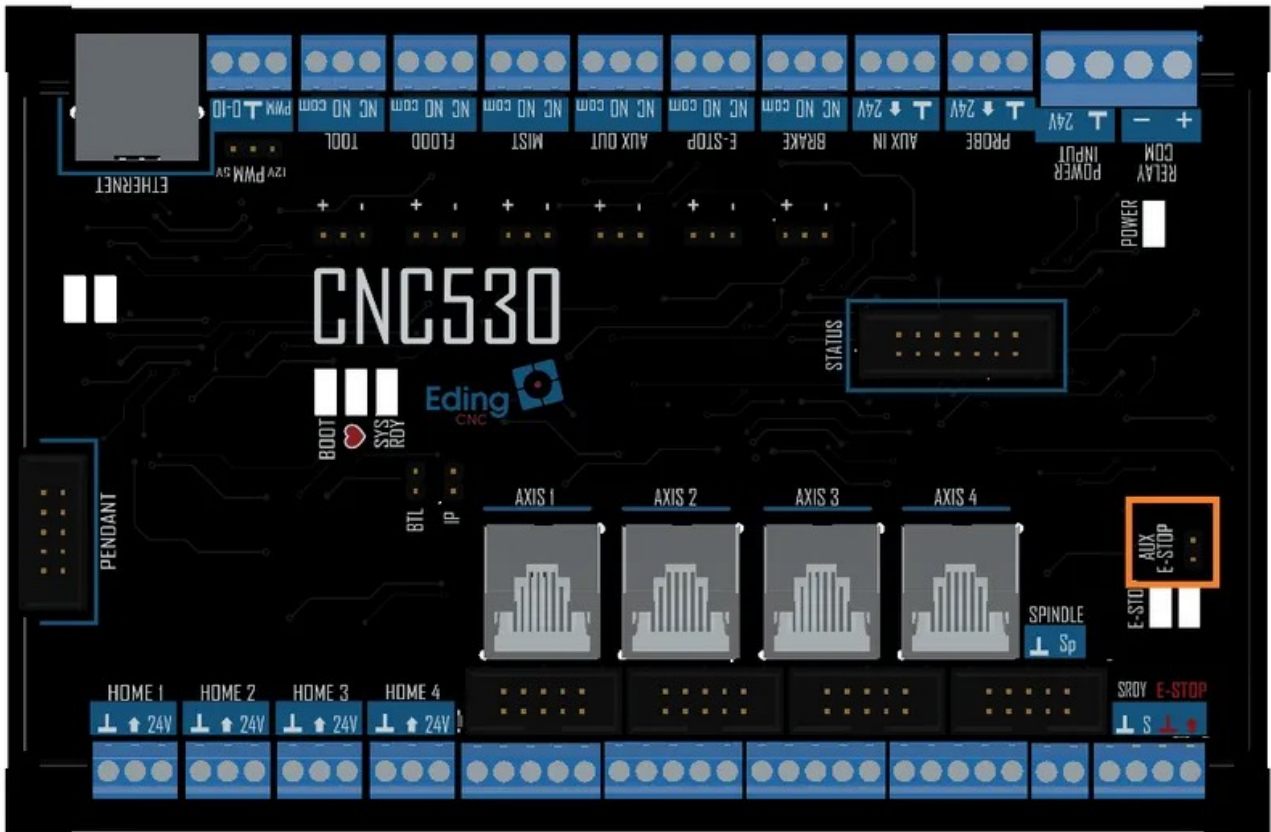 0-10 ⊥ PWM
com NO NC
com NO NC
com NO NC
com NO NC
com NO NC
com NO NC
24V ⬆ ⊥
24V ⬆ ⊥
24V ⊥
- +
ETHERNET
5V PWM 12V
TOOL
FLOOD
MIST
AUX OUT
E-STOP
BRAKE
AUX IN
PROBE
POWER
INPUT
RELAY
COM
+ -
+ -
+ -
+ -
+ -
+ -
POWER
CNC530
STATUS
BOOT
SYS
RDY
Eding
CNC
PENDANT
BTL
IP
AXIS 1
AXIS 2
AXIS 3
AXIS 4
AUX
E-STOP
E-STO
SPINDLE
⊥ Sp
HOME 1
HOME 2
HOME 3
HOME 4
⊥ ⬆ 24V
⊥ ⬆ 24V
⊥ ⬆ 24V
⊥ ⬆ 24V
SRDY E-STOP
⊥ S ⊥ ⬆